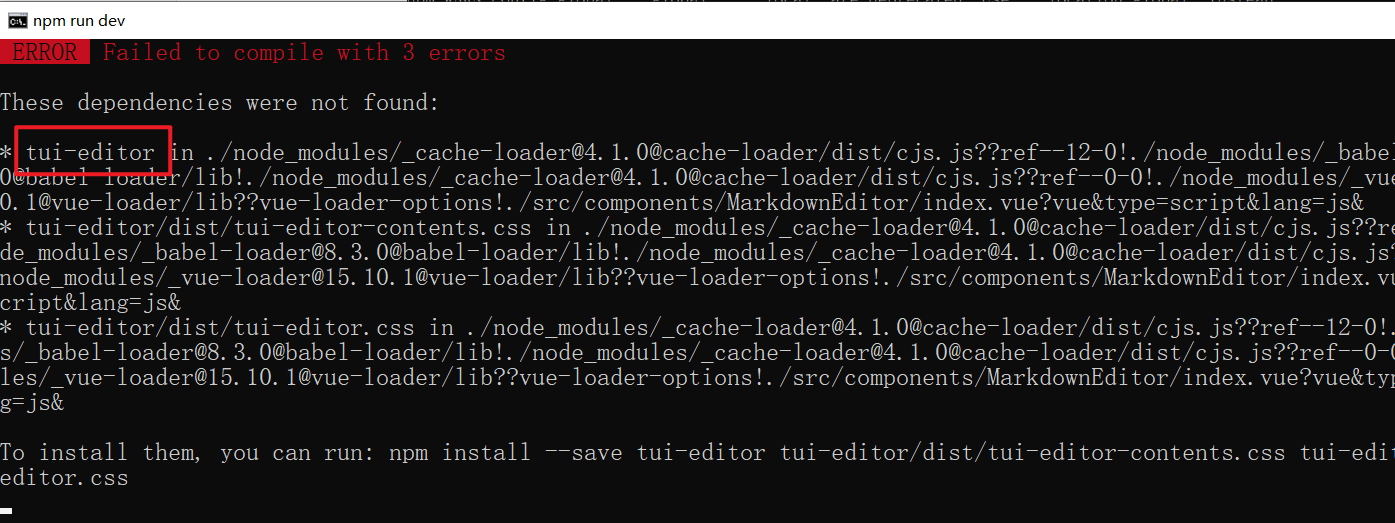 npm run dev
ERROR Failed to compile with 3 errors
These dependencies were not found:
* tui-editor in ./node_modules/_cache-loader@4.1.0@cache-loader/dist/cjs.js??ref--12-0!./node_modules/_babel
0@babel-loader/lib!./node_modules/_cache-loader@4.1.0@cache-loader/dist/cjs.js??ref--0-0!./node_modules/_vue
0.1@vue-loader/lib??vue-loader-options!./src/components/MarkdownEditor/index.vue?vue&type=script&lang=js&
* tui-editor/dist/tui-editor-contents.css in ./node_modules/_cache-loader@4.1.0@cache-loader/dist/cjs.js??re
de_modules/_babel-loader@8.3.0@babel-loader/lib!./node_modules/_cache-loader@4.1.0@cache-loader/dist/cjs.js?
node_modules/_vue-loader@15.10.1@vue-loader/lib??vue-loader-options!./src/components/MarkdownEditor/index.vu
cript&lang=js&
* tui-editor/dist/tui-editor.css in ./node_modules/_cache-loader@4.1.0@cache-loader/dist/cjs.js??ref--12-0!.
s/_babel-loader@8.3.0@babel-loader/lib!./node_modules/_cache-loader@4.1.0@cache-loader/dist/cjs.js??ref--0-0
les/_vue-loader@15.10.1@vue-loader/lib??vue-loader-options!./src/components/MarkdownEditor/index.vue?vue&typ
g=js&
To install them, you can run: npm install --save tui-editor tui-editor/dist/tui-editor-contents.css tui-edit
editor.css